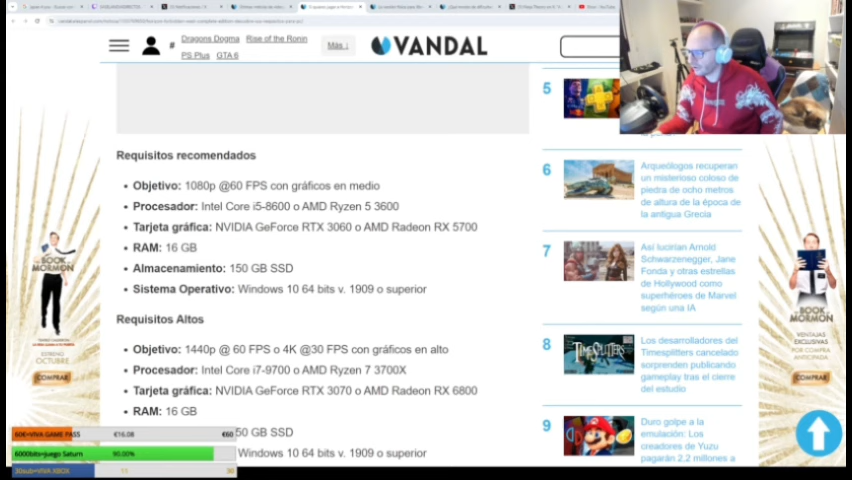 Dragons Dogma Rise of the Ronin
# PS Plus GTA 6
Más ↓
VANDAL
Requisitos recomendados
• Objetivo: 1080p @60 FPS con gráficos en medio
• Procesador: Intel Core i5-8600 o AMD Ryzen 5 3600
• Tarjeta gráfica: NVIDIA GeForce RTX 3060 o AMD Radeon RX 5700
• RAM: 16 GB
• Almacenamiento: 150 GB SSD
• Sistema Operativo: Windows 10 64 bits v. 1909 o superior
Requisitos Altos
• Objetivo: 1440p @ 60 FPS o 4K @30 FPS con gráficos en alto
• Procesador: Intel Core i7-9700 o AMD Ryzen 7 3700X
• Tarjeta gráfica: NVIDIA GeForce RTX 3070 o AMD Radeon RX 6800
• RAM: 16 GB
50 GB SSD
Windows 10 64 bits v. 1909 o superior
5
6
Arqueólogos recuperan
un misterioso coloso de
piedra de ocho metros
de altura de la época de
la antigua Grecia
7
Así lucirían Arnold
Schwarzenegger, Jane
Fonda y otras estrellas
de Hollywood como
superhéroes de Marvel
según una IA
8
TIMESPLITTERS
Los desarrolladores del
Timesplitters cancelado
sorprenden publicando
gameplay tras el cierre
del estudio
9
Duro golpe a la
emulación: Los
creadores de Yuzu
pagarán 2,2 millones a
THE
BOOK
OF
MORMON
ESTRENO
OCTUBRE
COMPRAR
THE
BOOK
OF
MORMON
VENTAJAS
EXCLUSIVAS
POR COMPRA
ANTICIPADA
COMPRAR
60€=VIVA GAME PASS €16.08 €60
6000bits=juego Saturn 90.00%
30sub=VIVA XBOX 11 30